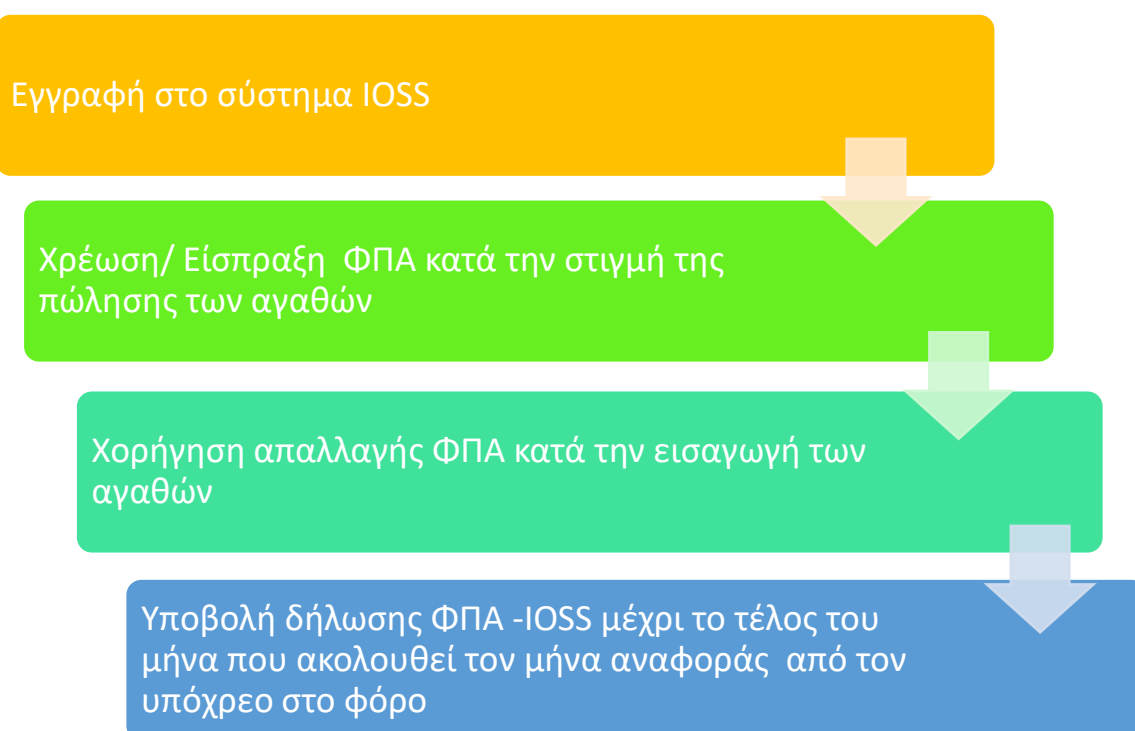 Εγγραφή στο σύστημα IOSS
Χρέωση/ Είσπραξη  ΦΠΑ κατά την στιγμή της
πώλησης των αγαθών
Χορήγηση απαλλαγής ΦΠΑ κατά την εισαγωγή των
αγαθών
Υποβολή δήλωσης ΦΠΑ -IOSS μέχρι το τέλος του
μήνα που ακολουθεί τον μήνα αναφοράς  από τον
υπόχρεο στο φόρο